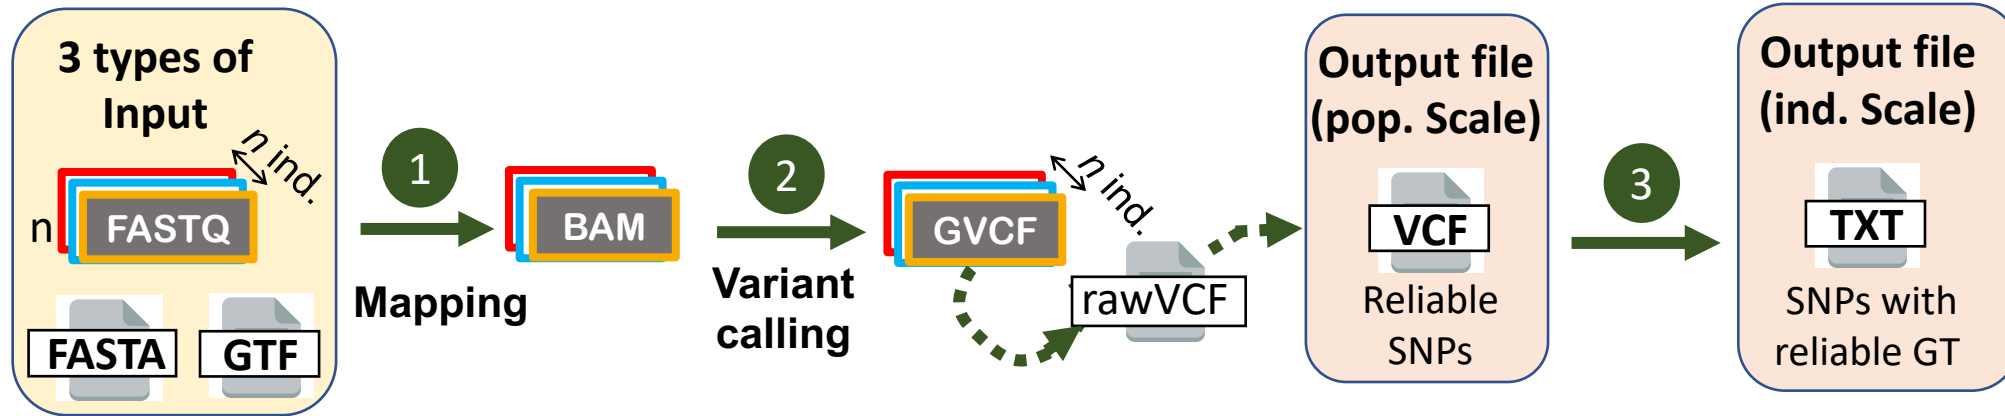 3 types of
Input
n ind.
n
FASTQ
FASTA
GTF
1
Mapping
BAM
2
Variant
calling
GVCF
n ind.
rawVCF
Output file
(pop. Scale)
VCF
Reliable
SNPs
3
Output file
(ind. Scale)
TXT
SNPs with
reliable GT